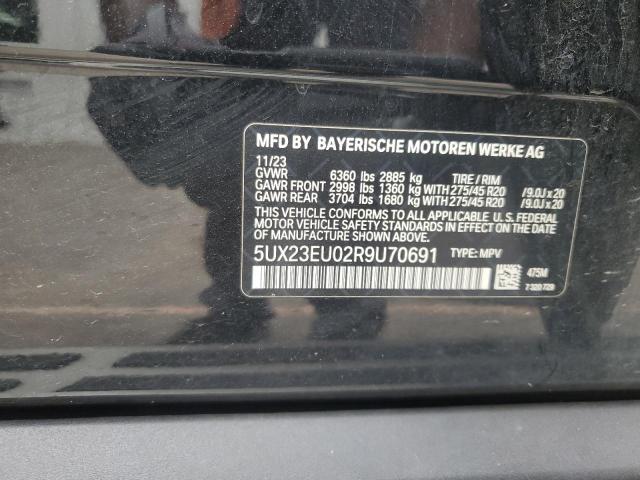 MFD BY BAYERISCHE MOTOREN WERKE AG
11/23
GVWR 6360 lbs 2885 kg TIRE / RIM
GAWR FRONT 2998 lbs 1360 kg WITH 275/45 R20 /9.0J x 20
GAWR REAR 3704 lbs 1680 kg WITH 275/45 R20 /9.0J x 20
THIS VEHICLE CONFORMS TO ALL APPLICABLE U. S. FEDERAL
MOTOR VEHICLE SAFETY STANDARDS IN EFFECT ON THE
DATE OF MANUFACTURE SHOWN ABOVE.
5UX23EU02R9U70691 TYPE: MPV
475M
7 320 729